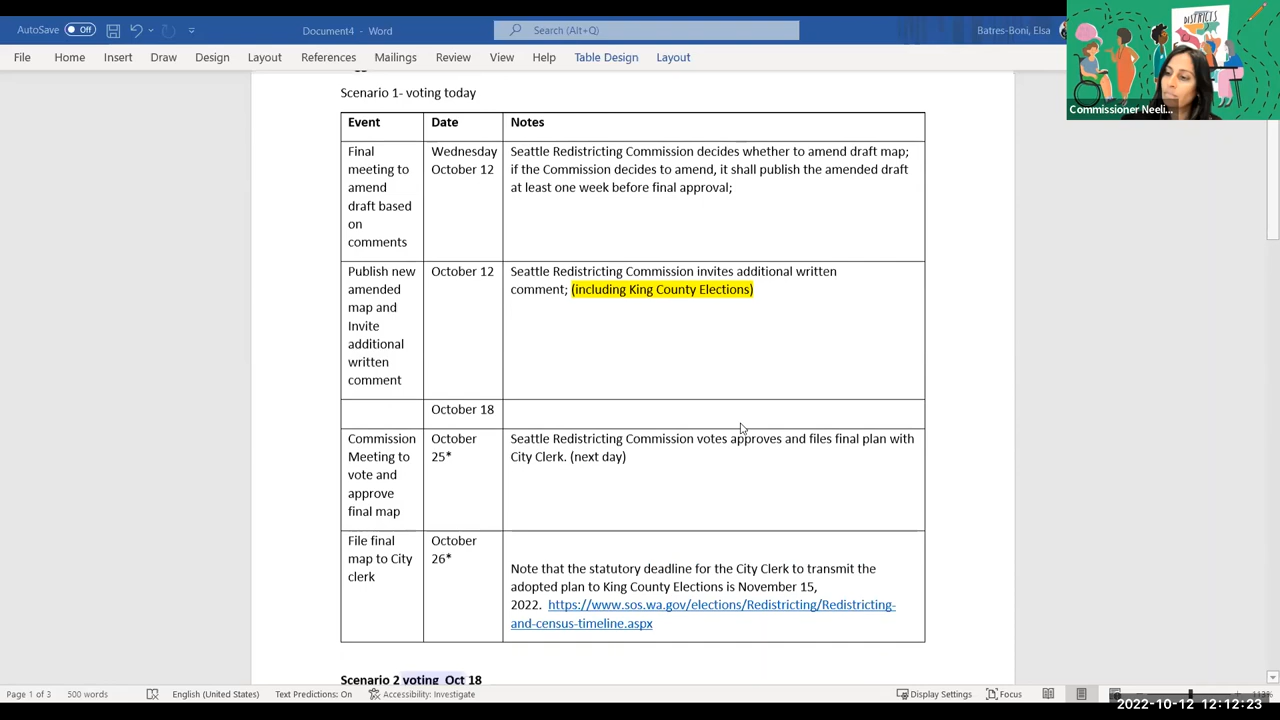 AutoSave Off
Document4 - Word
Search (Alt+Q)
Batres-Boni, Elsa
File Home Insert Draw Design Layout References Mailings Review View Help Table Design Layout
DISTRICTS
Commissioner Neeli...
Scenario 1- voting today
Event Date Notes
Final
meeting to
amend
draft based
on
comments
Wednesday
October 12
Seattle Redistricting Commission decides whether to amend draft map;
if the Commission decides to amend, it shall publish the amended draft
at least one week before final approval;
Publish new
amended
map and
Invite
additional
written
comment
October 12
Seattle Redistricting Commission invites additional written
comment; (including King County Elections)
October 18
Commission
Meeting to
vote and
approve
final map
October
25*
Seattle Redistricting Commission votes approves and files final plan with
City Clerk. (next day)
File final
map to City
clerk
October
26*
Note that the statutory deadline for the City Clerk to transmit the
adopted plan to King County Elections is November 15,
2022. https://www.sos.wa.gov/elections/Redistricting/Redistricting-
and-census-timeline.aspx
Scenario 2 voting Oct 18
Page 1 of 3 500 words English (United States) Text Predictions: On Accessibility: Investigate Display Settings Focus
2022-10-12 12:12:23